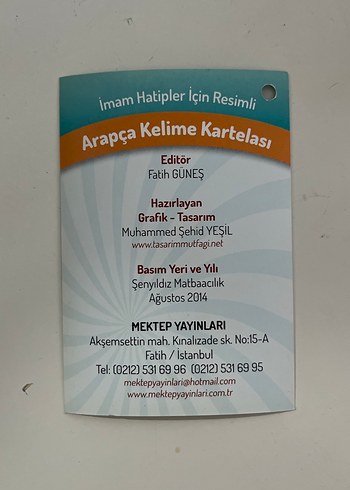 İmam Hatipler İçin Resimli
Arapça Kelime Kartelası
Editör
Fatih GÜNEŞ
Hazırlayan
Grafik - Tasarım
Muhammed Şehid YEŞİL
www.tasarimmutfagi.net
Basım Yeri ve Yılı
Şenyıldız Matbaacılık
Ağustos 2014
MEKTEP YAYINLARI
Akşemsettin mah. Kınalızade sk. No:15-A
Fatih / İstanbul
Tel: (0212) 531 69 96 (0212) 531 69 95
mektepyayinlari@hotmail.com
www.mektepyayinlari.com.tr